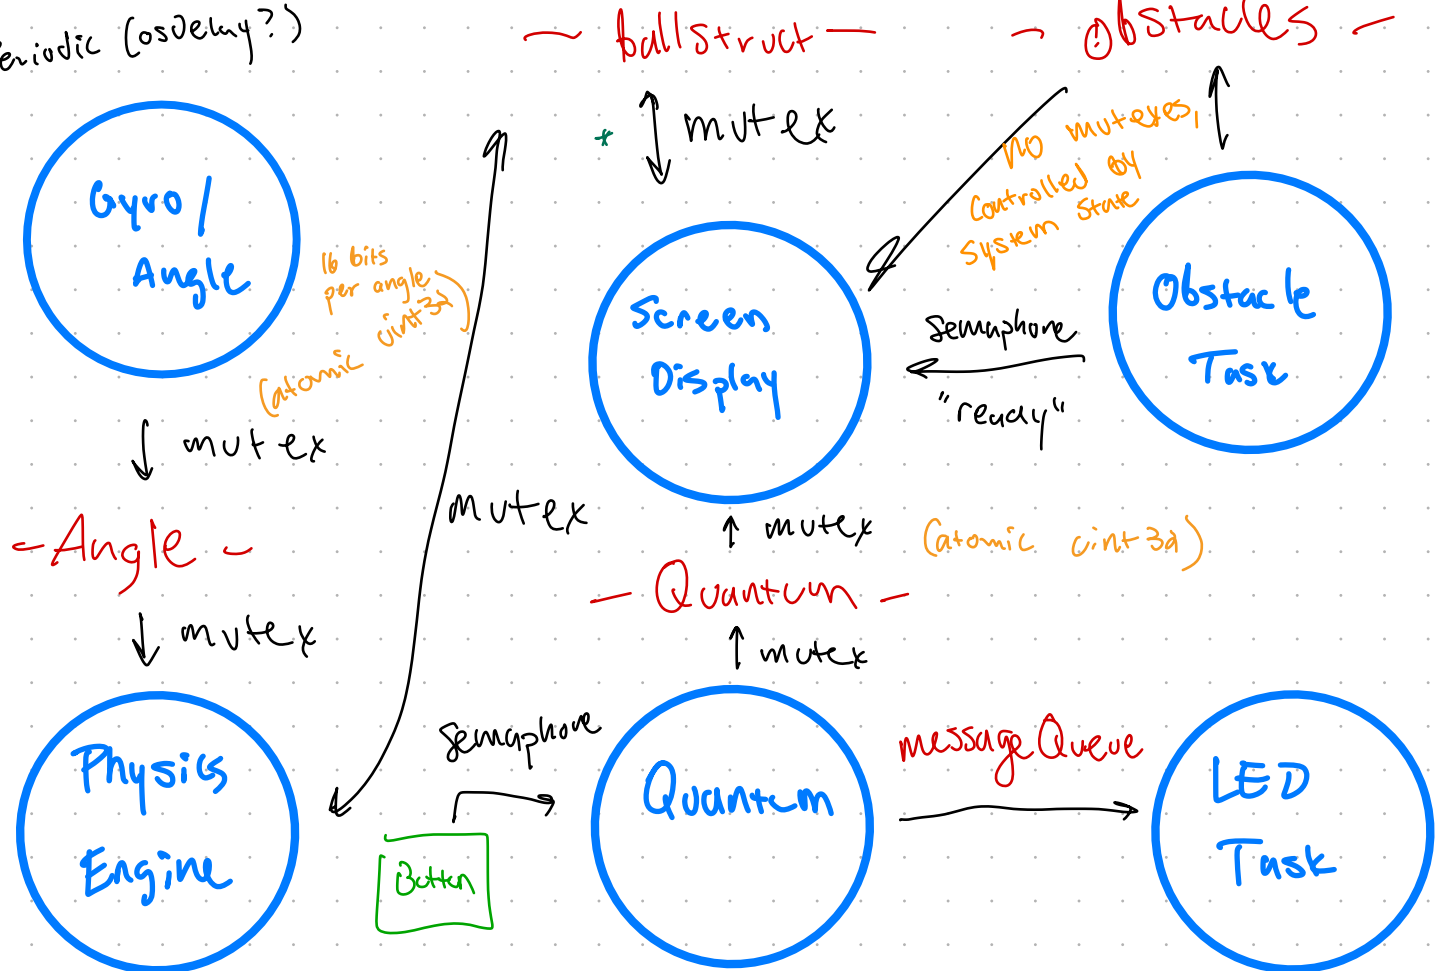 eriodic (osDelay?)
- ballStruct -
- Obstacles -
* mutex
No mutexes,
controlled by
system state
Gyro/
Angle
16 bits
per angle
(atomic uint32)
Screen
Display
Obstacle
Task
semaphore
"ready"
mutex
mutex
mutex
(atomic uint32)
- Angle -
- Quantum -
mutex
mutex
Physics
Engine
semaphore
Button
Quantum
messageQueue
LED
Task